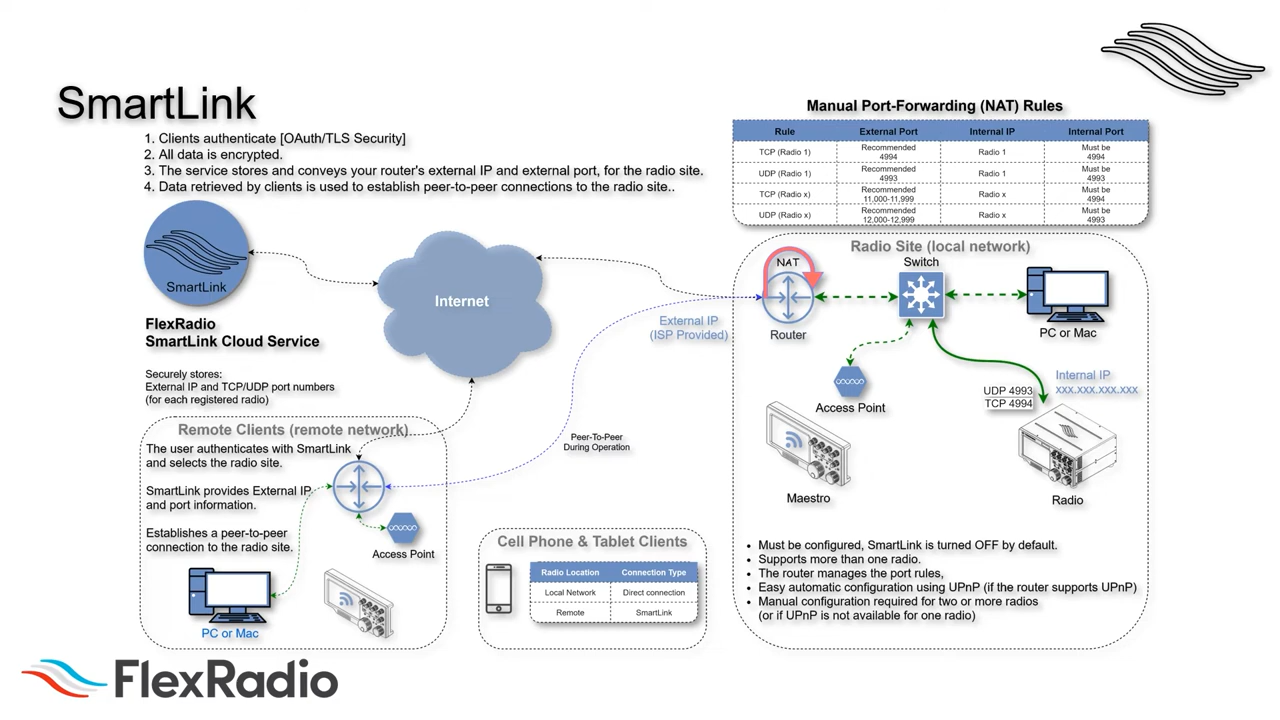 SmartLink
1. Clients authenticate [OAuth/TLS Security]
2. All data is encrypted.
3. The service stores and conveys your router's external IP and external port, for the radio site.
4. Data retrieved by clients is used to establish peer-to-peer connections to the radio site..
Manual Port-Forwarding (NAT) Rules
Rule External Port Internal IP Internal Port
TCP (Radio 1) Recommended 4994 Radio 1 Must be 4994
UDP (Radio 1) Recommended 4993 Radio 1 Must be 4993
TCP (Radio x) Recommended 11,000-11,999 Radio x Must be 4994
UDP (Radio x) Recommended 12,000-12,999 Radio x Must be 4993
SmartLink
FlexRadio
SmartLink Cloud Service
Securely stores:
External IP and TCP/UDP port numbers
(for each registered radio)
Internet
External IP
(ISP Provided)
Peer-To-Peer
During Operation
Radio Site (local network)
NAT
Router
Switch
PC or Mac
Access Point
Internal IP
xxx.xxx.xxx.xxx
UDP 4993
TCP 4994
Maestro
Radio
• Must be configured, SmartLink is turned OFF by default.
• Supports more than one radio.
• The router manages the port rules,
• Easy automatic configuration using UPnP (if the router supports UPnP)
• Manual configuration required for two or more radios
(or if UPnP is not available for one radio)
Remote Clients (remote network)
The user authenticates with SmartLink
and selects the radio site.
SmartLink provides External IP
and port information.
Establishes a peer-to-peer
connection to the radio site.
Access Point
PC or Mac
Cell Phone & Tablet Clients
Radio Location Connection Type
Local Network Direct connection
Remote SmartLink
FlexRadio